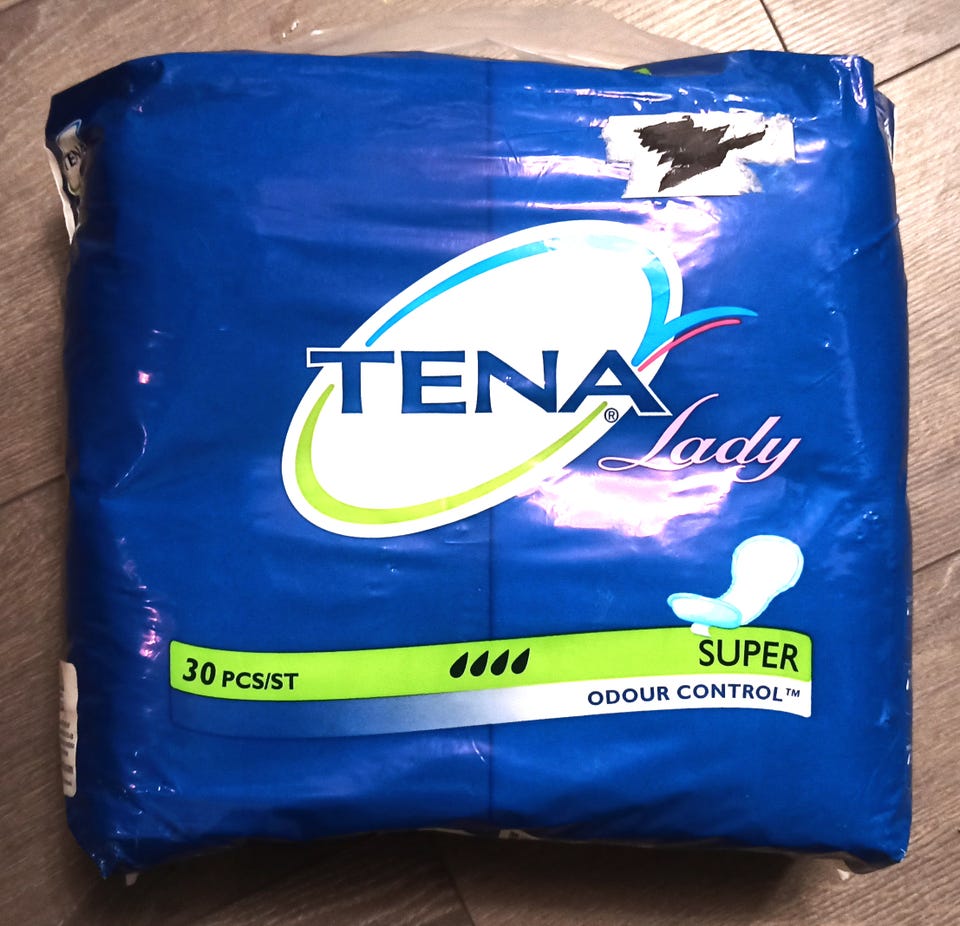 TENA®
Lady
30 PCS/ST
SUPER
ODOUR CONTROL™